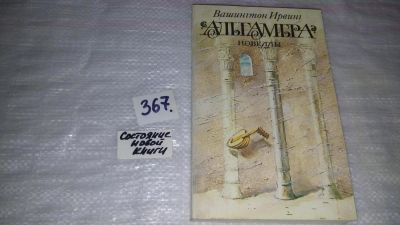 367.
Состояние
новой
книги
Вашингтон Ирвинг
"АЛЬГАМБРА"
НОВЕЛЛЫ